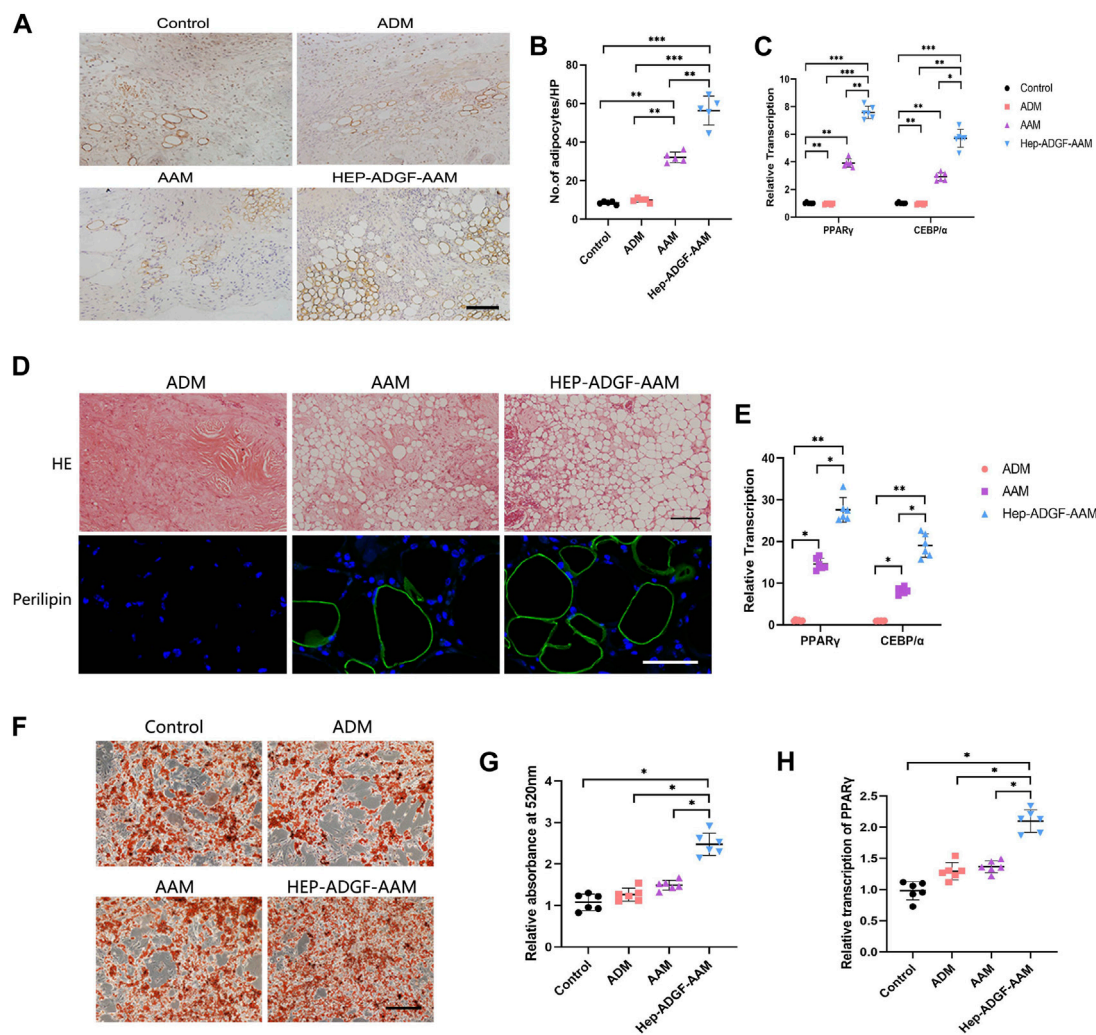 A
Control
ADM
AAM
HEP-ADGF-AAM
B
***
***
**
**
**
No.of adipocytes/HP
80
60
40
20
0
Control
ADM
AAM
Hep-ADGF-AAM
C
***
***
**
**
**
***
**
*
**
**
Relative Transcription
10
8
6
4
2
0
PPARγ
CEBP/α
Control
ADM
AAM
Hep-ADGF-AAM
D
ADM
AAM
HEP-ADGF-AAM
HE
Perilipin
E
**
*
*
**
*
*
Relative Transcription
40
30
20
10
0
PPARγ
CEBP/α
ADM
AAM
Hep-ADGF-AAM
F
Control
ADM
AAM
HEP-ADGF-AAM
G
*
*
*
Relative absorbance at 520nm
4
3
2
1
0
Control
ADM
AAM
Hep-ADGF-AAM
H
*
*
*
Relative transcription of PPARγ
2.5
2.0
1.5
1.0
0.5
0.0
Control
ADM
AAM
Hep-ADGF-AAM